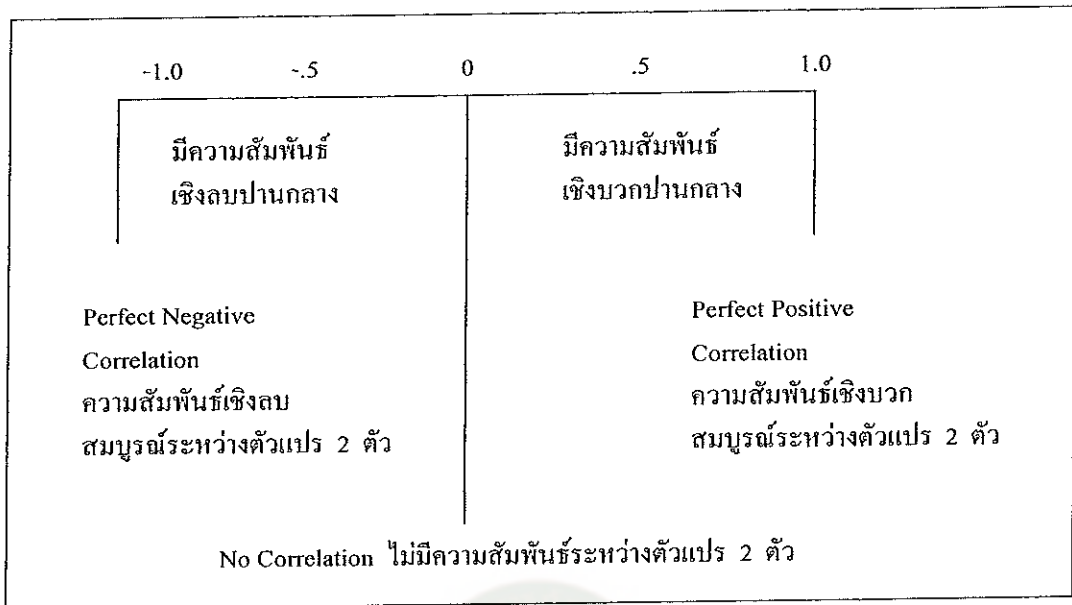 -1.0 -.5 0 .5 1.0
มีความสัมพันธ์
เชิงลบปานกลาง
มีความสัมพันธ์
เชิงบวกปานกลาง
Perfect Negative
Correlation
ความสัมพันธ์เชิงลบ
สมบูรณ์ระหว่างตัวแปร 2 ตัว
Perfect Positive
Correlation
ความสัมพันธ์เชิงบวก
สมบูรณ์ระหว่างตัวแปร 2 ตัว
No Correlation ไม่มีความสัมพันธ์ระหว่างตัวแปร 2 ตัว